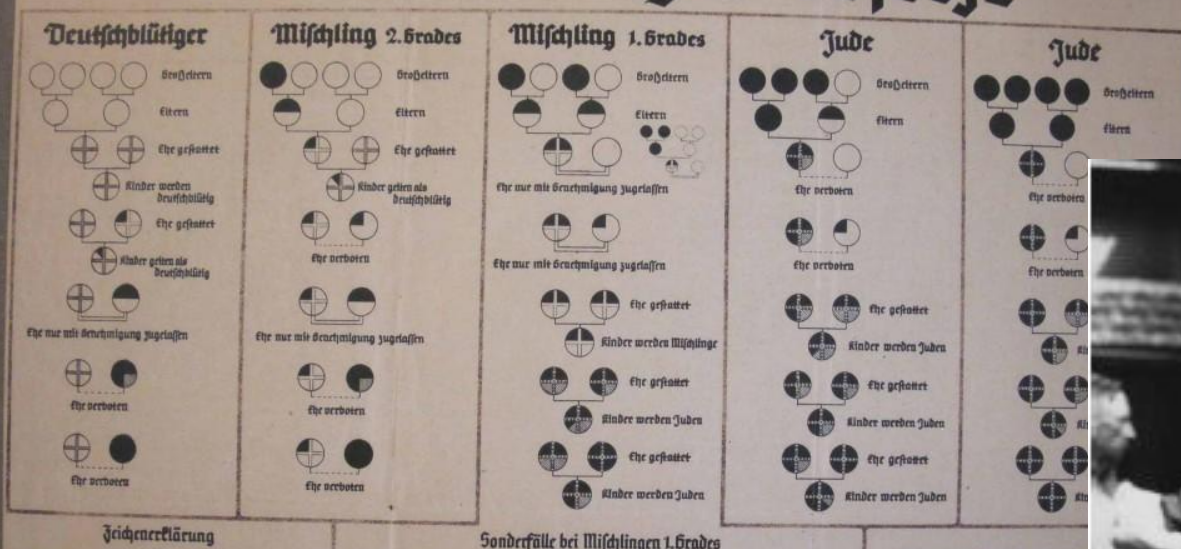 Deutschblütiger
Großeltern
Eltern
Ehe gestattet
Kinder werden
deutschblütig
Ehe gestattet
Kinder gelten als
deutschblütig
Ehe nur mit Genehmigung zugelassen
Ehe verboten
Ehe verboten
Mischling 2. Grades
Großeltern
Eltern
Ehe gestattet
Kinder gelten als
deutschblütig
Ehe verboten
Ehe nur mit Genehmigung zugelassen
Ehe verboten
Ehe verboten
Mischling 1. Grades
Großeltern
Eltern
Ehe nur mit Genehmigung zugelassen
Ehe nur mit Genehmigung zugelassen
Ehe gestattet
Kinder werden Mischlinge
Ehe gestattet
Kinder werden Juden
Ehe gestattet
Kinder werden Juden
Jude
Großeltern
Eltern
Ehe verboten
Ehe verboten
Ehe gestattet
Kinder werden Juden
Ehe gestattet
Kinder werden Juden
Ehe gestattet
Kinder werden Juden
Jude
Großeltern
Eltern
Ehe verboten
Ehe verboten
Zeichenerklärung
Sonderfälle bei Mischlingen 1. Grades